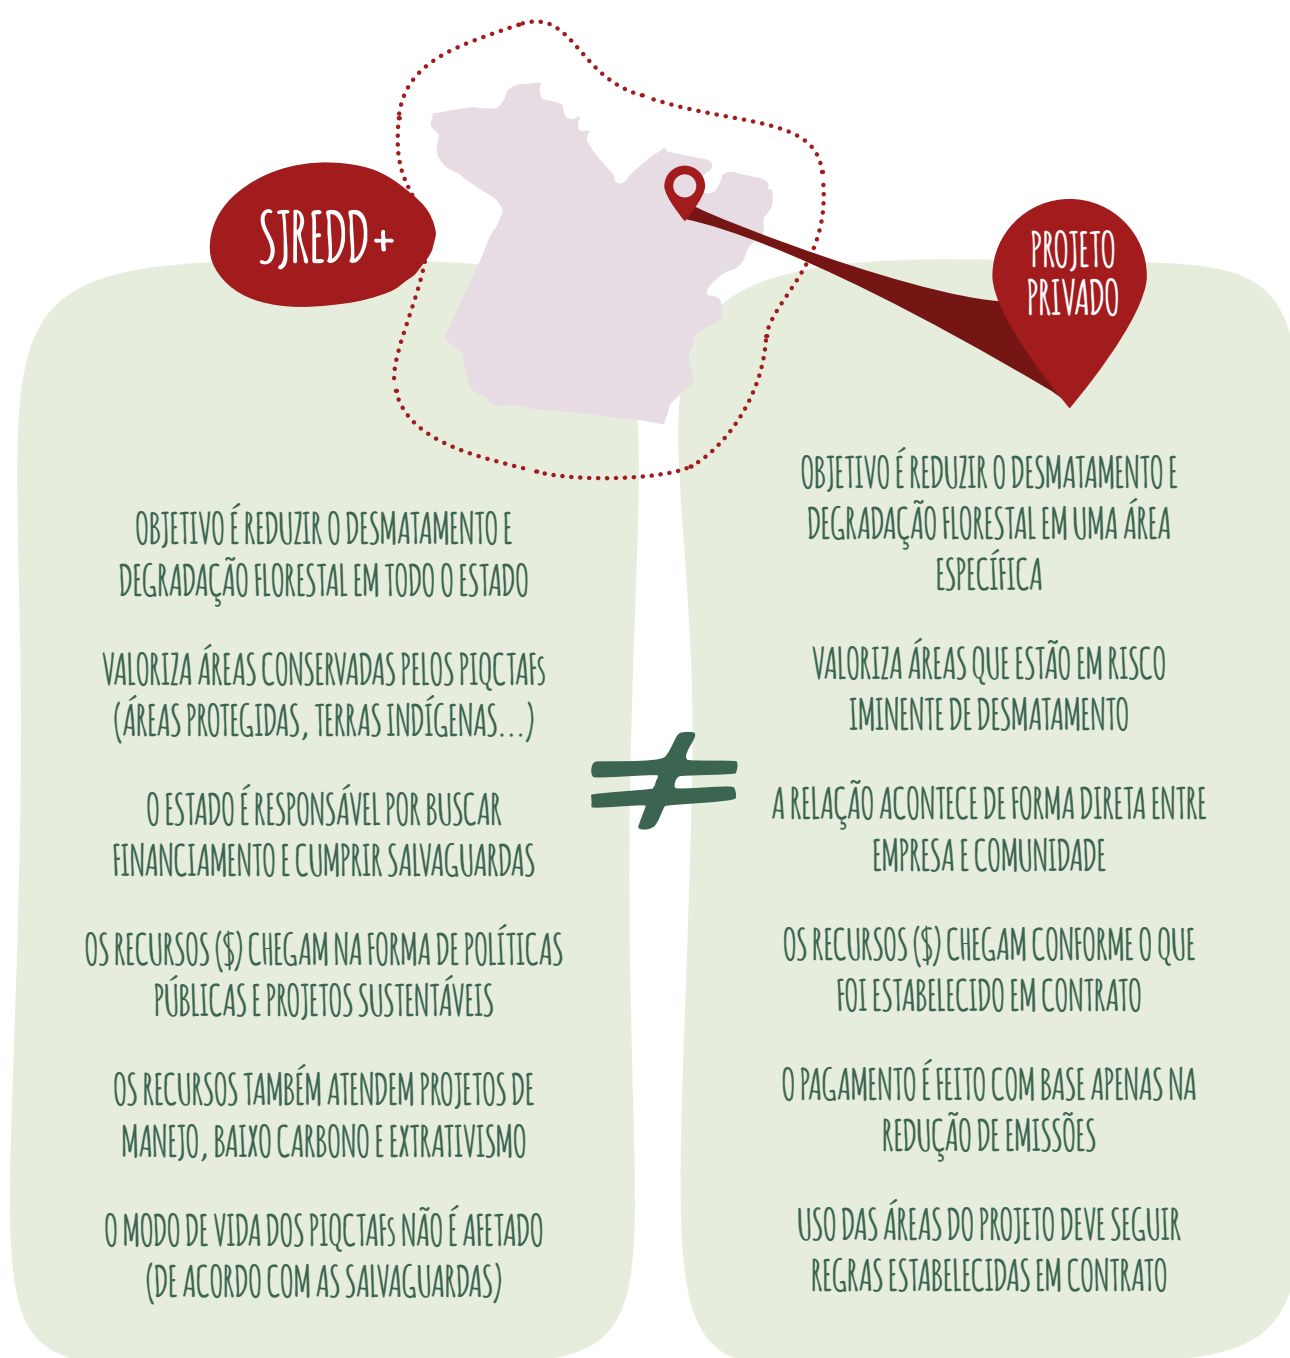 SJREDD+
OBJETIVO É REDUZIR O DESMATAMENTO E
DEGRADAÇÃO FLORESTAL EM TODO O ESTADO
VALORIZA ÁREAS CONSERVADAS PELOS PIQCTAFs
(ÁREAS PROTEGIDAS, TERRAS INDÍGENAS...)
O ESTADO É RESPONSÁVEL POR BUSCAR
FINANCIAMENTO E CUMPRIR SALVAGUARDAS
OS RECURSOS ($) CHEGAM NA FORMA DE POLÍTICAS
PÚBLICAS E PROJETOS SUSTENTÁVEIS
OS RECURSOS TAMBÉM ATENDEM PROJETOS DE
MANEJO, BAIXO CARBONO E EXTRATIVISMO
O MODO DE VIDA DOS PIQCTAFs NÃO É AFETADO
(DE ACORDO COM AS SALVAGUARDAS)
≠
PROJETO
PRIVADO
OBJETIVO É REDUZIR O DESMATAMENTO E
DEGRADAÇÃO FLORESTAL EM UMA ÁREA
ESPECÍFICA
VALORIZA ÁREAS QUE ESTÃO EM RISCO
IMINENTE DE DESMATAMENTO
A RELAÇÃO ACONTECE DE FORMA DIRETA ENTRE
EMPRESA E COMUNIDADE
OS RECURSOS ($) CHEGAM CONFORME O QUE
FOI ESTABELECIDO EM CONTRATO
O PAGAMENTO É FEITO COM BASE APENAS NA
REDUÇÃO DE EMISSÕES
USO DAS ÁREAS DO PROJETO DEVE SEGUIR
REGRAS ESTABELECIDAS EM CONTRATO